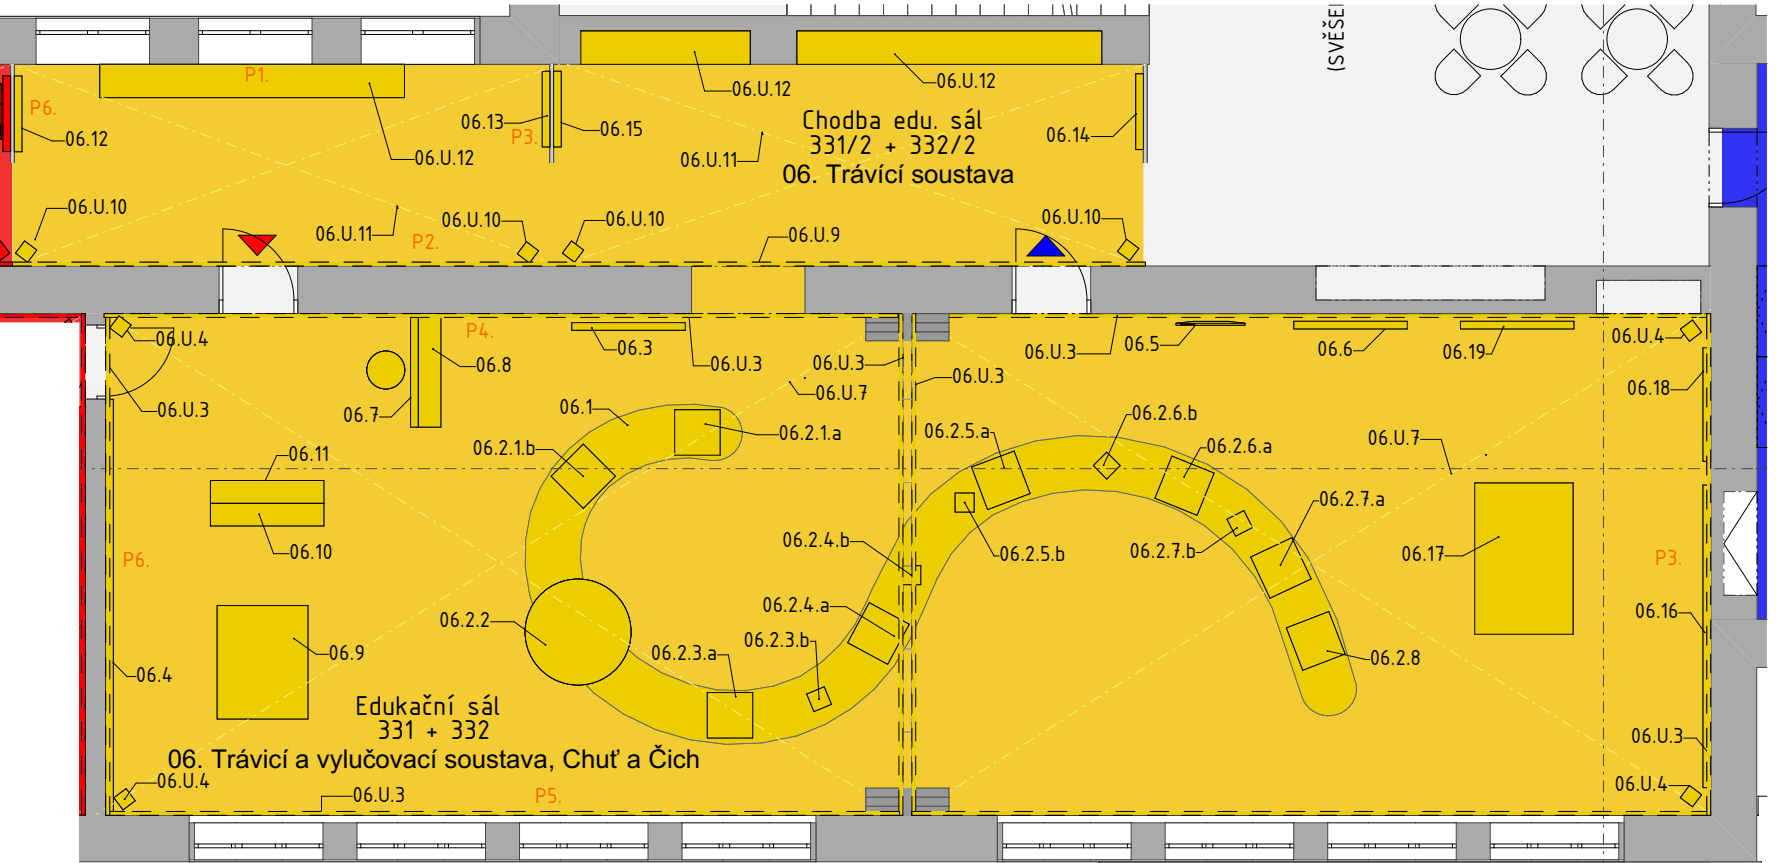 (SVĚŠE
P1.
P6.
06.12
06.U.12
06.13
P3.
06.15
06.U.12
06.U.12
06.U.11
Chodba edu. sál
331/2 + 332/2
06. Trávící soustava
06.14
06.U.10
06.U.11
P2.
06.U.10
06.U.10
06.U.9
06.U.10
06.U.4
P4.
06.8
06.7
06.3
06.U.3
06.U.3
06.U.3
06.U.3
06.5
06.6
06.19
06.U.4
06.18
06.U.3
06.U.7
06.1
06.2.1.a
06.2.1.b
06.2.5.a
06.2.6.b
06.2.6.a
06.U.7
06.11
06.10
06.2.7.a
06.2.4.b
06.2.5.b
06.2.7.b
06.17
P3.
P6.
06.2.2
06.2.4.a
06.2.3.b
06.2.3.a
06.16
06.9
06.4
06.2.8
Edukační sál
331 + 332
06. Trávicí a vylučovací soustava, Chuť a Čich
06.U.3
06.U.4
06.U.3
P5.
06.U.4